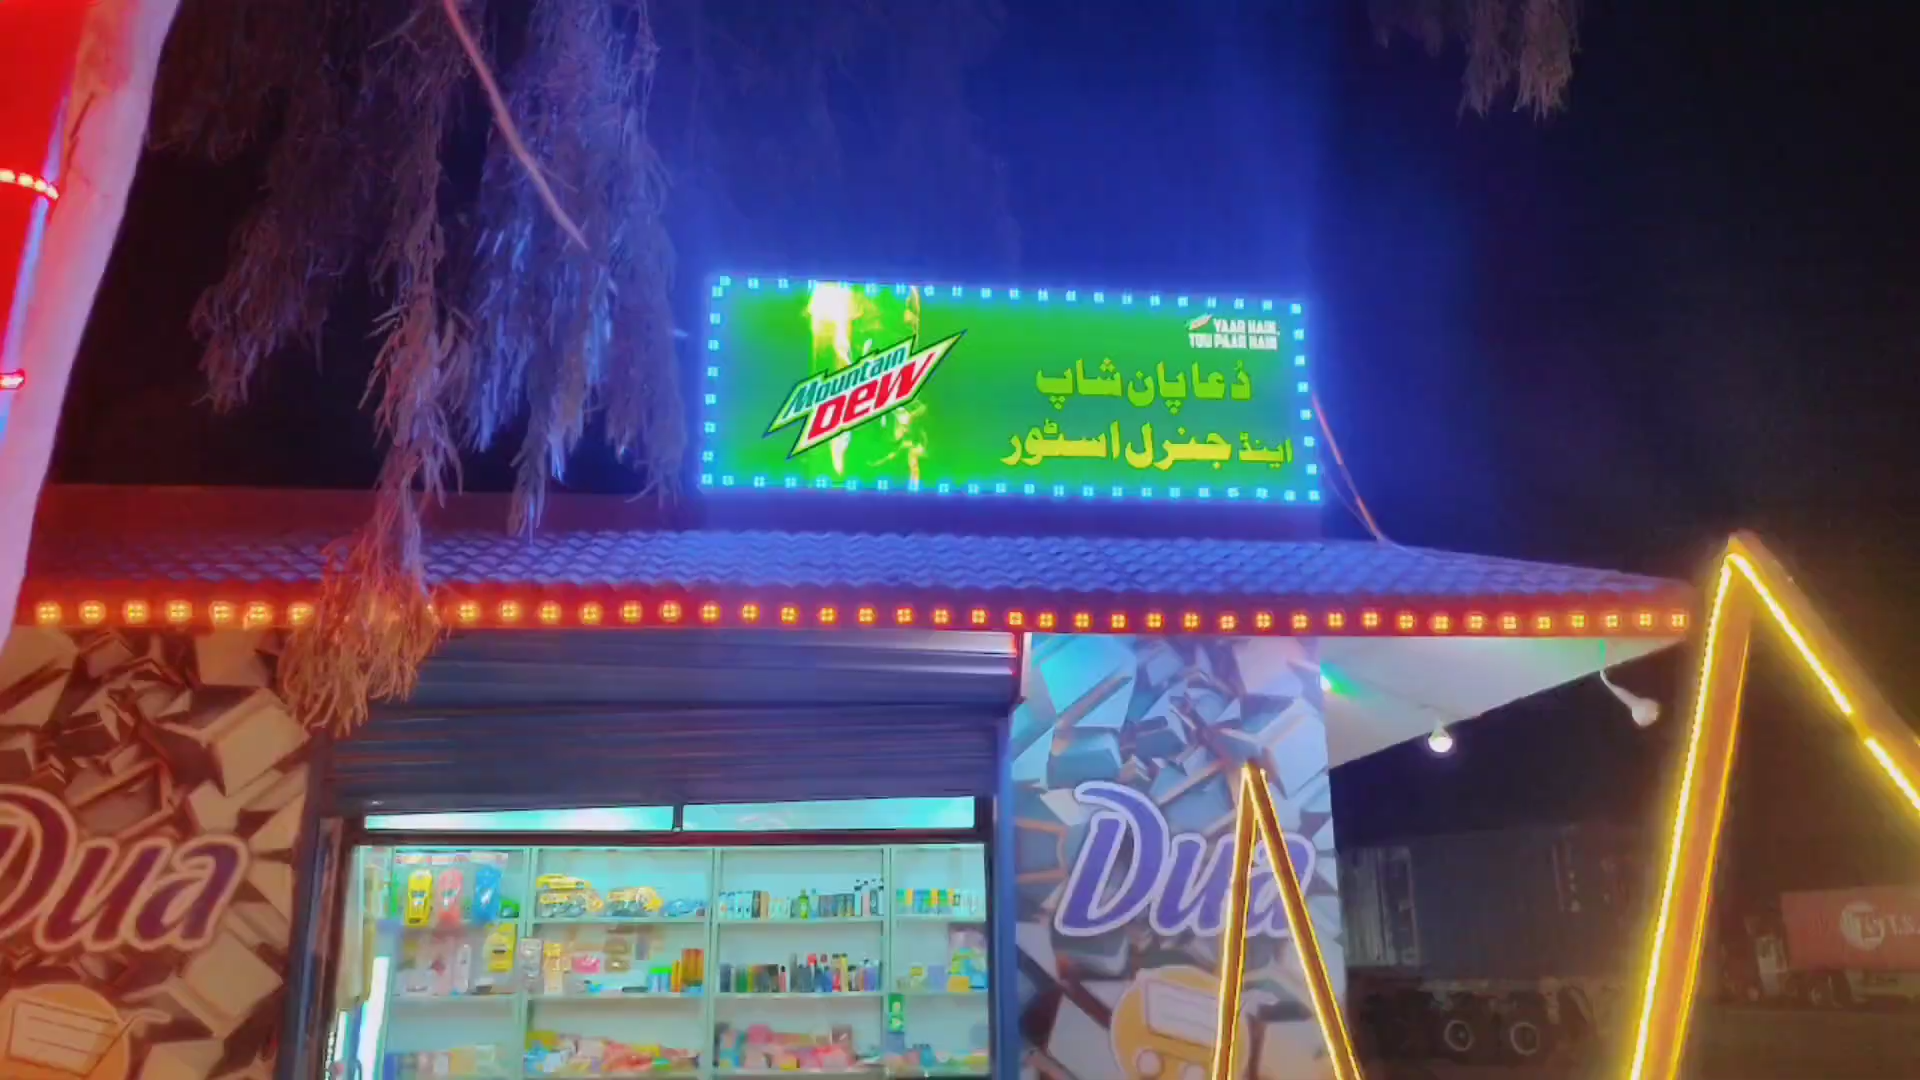 Mountain
DEW
YAAR HAIN.
TOU PAAR HAIN
دُعا پان شاپ
اینڈ جنرل اسٹور
Dua
Dua